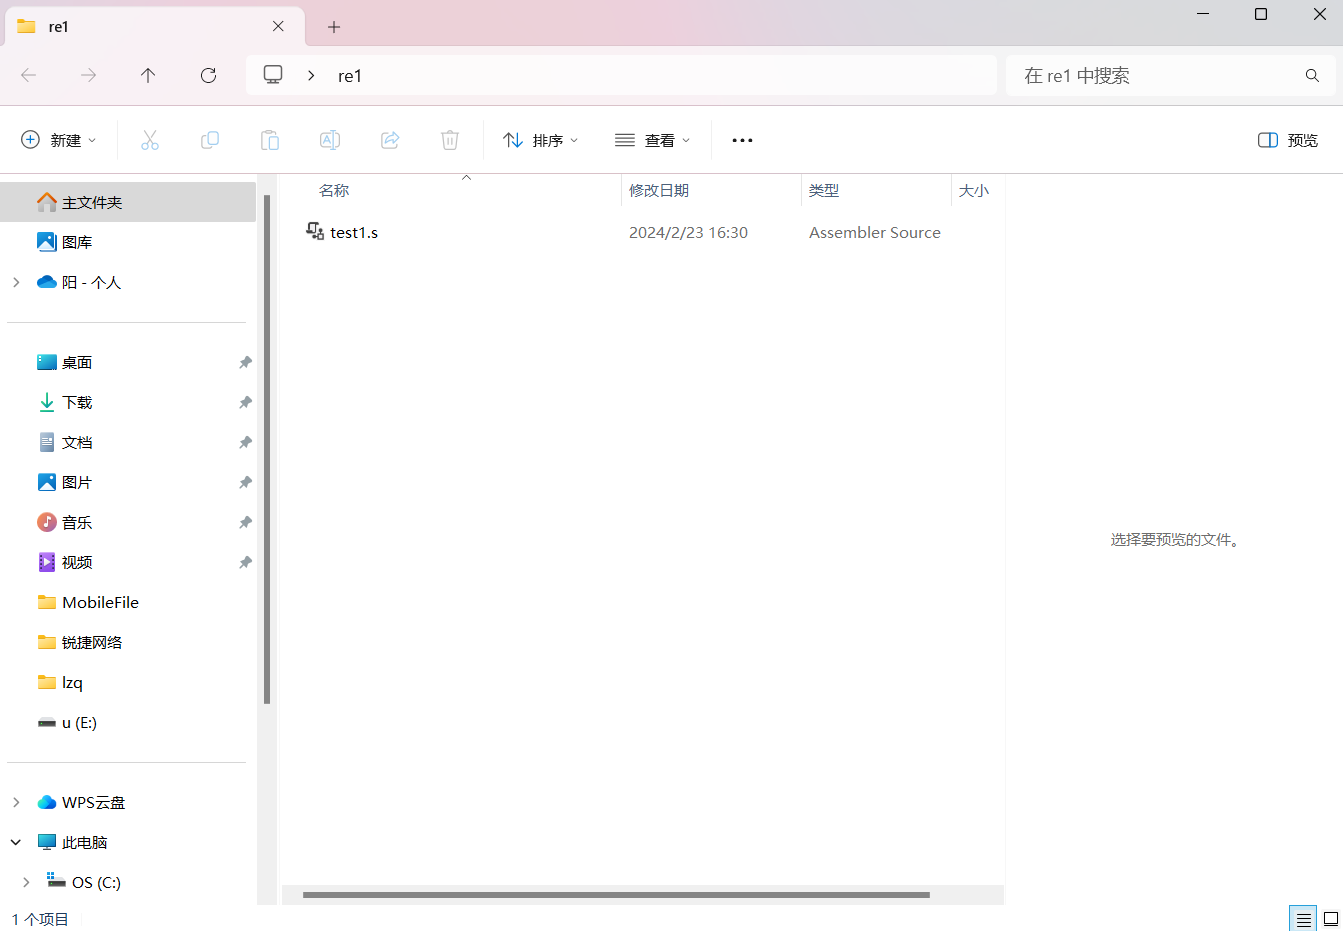 re1
re1
在 re1 中搜索
新建
排序
查看
预览
名称
修改日期
类型
大小
test1.s
2024/2/23 16:30
Assembler Source
主文件夹
图库
阳 - 个人
桌面
下载
文档
图片
音乐
视频
MobileFile
锐捷网络
lzq
u (E:)
WPS云盘
此电脑
OS (C:)
选择要预览的文件。
1 个项目